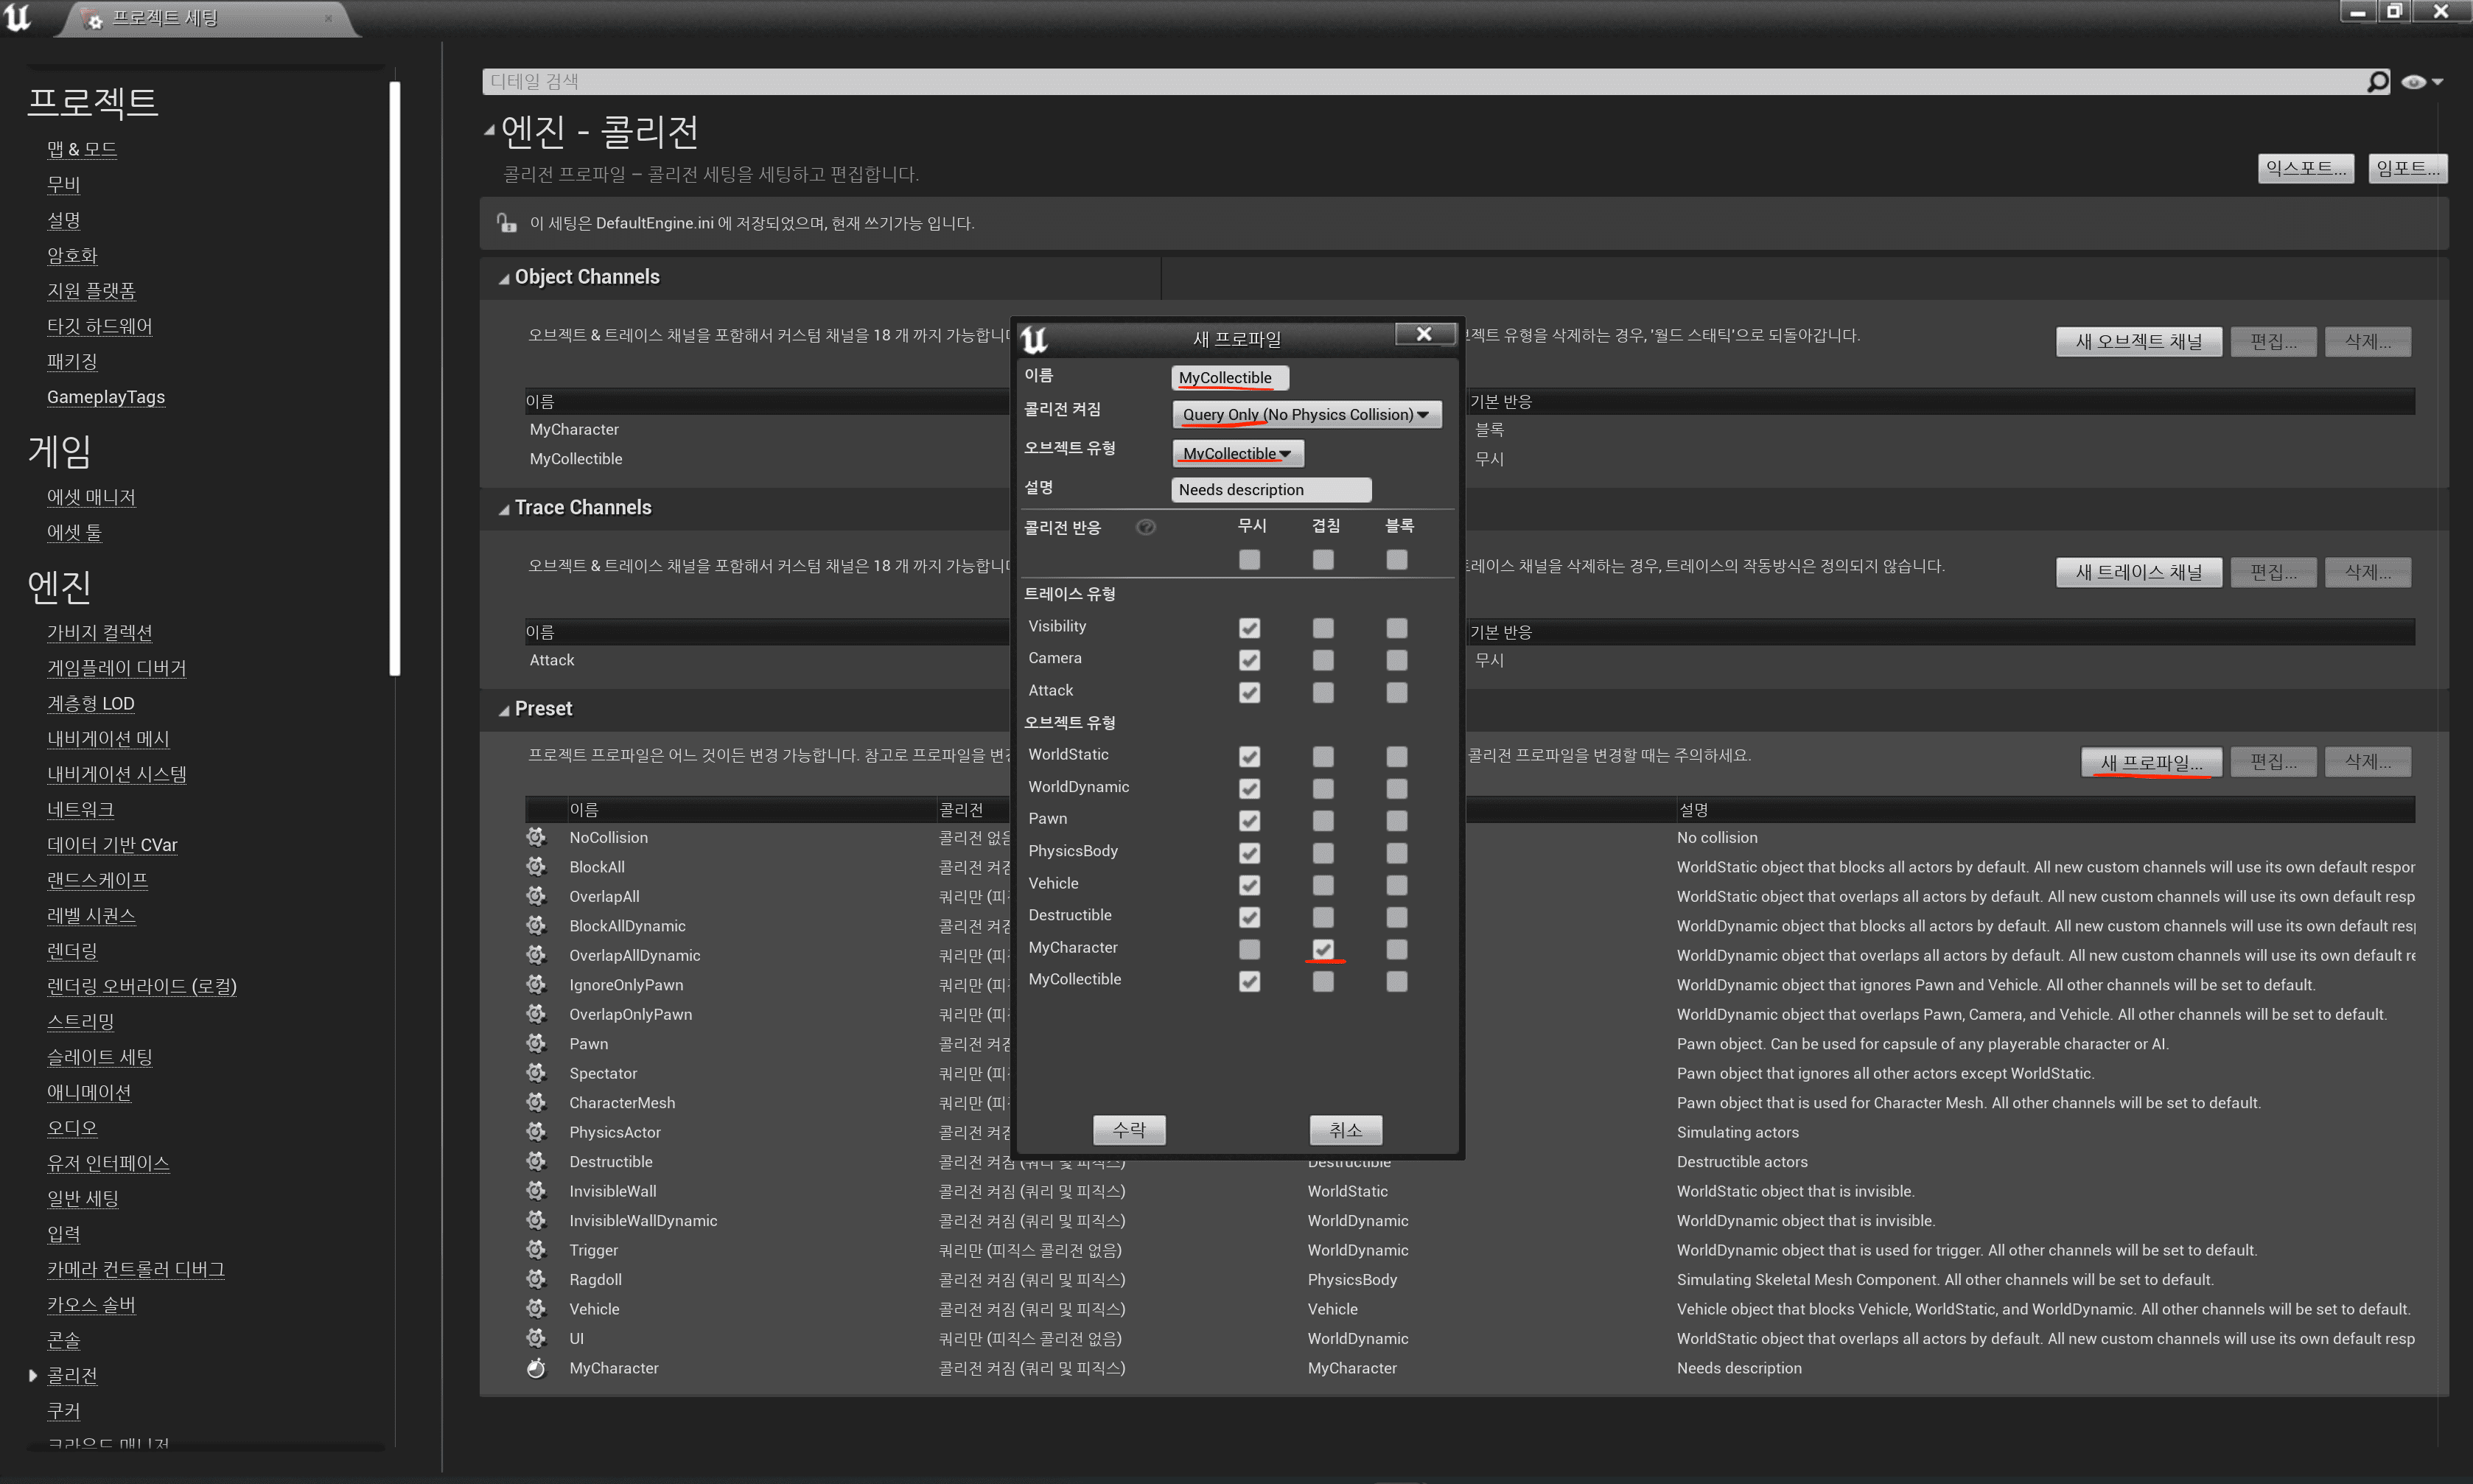 프로젝트 세팅
프로젝트
맵 & 모드
무비
설명
암호화
지원 플랫폼
타깃 하드웨어
패키징
GameplayTags
게임
에셋 매니저
에셋 툴
엔진
가비지 컬렉션
게임플레이 디버거
계층형 LOD
내비게이션 메시
내비게이션 시스템
네트워크
데이터 기반 CVar
랜드스케이프
레벨 시퀀스
렌더링
렌더링 오버라이드 (로컬)
스트리밍
슬레이트 세팅
애니메이션
오디오
유저 인터페이스
일반 세팅
입력
카메라 컨트롤러 디버그
카오스 솔버
콘솔
콜리전
쿠커
크라우드 매니저
디테일 검색
엔진 - 콜리전
콜리전 프로파일 – 콜리전 세팅을 세팅하고 편집합니다.
익스포트... 임포트...
이 세팅은 DefaultEngine.ini 에 저장되었으며, 현재 쓰기가능 입니다.
Object Channels
오브젝트 & 트레이스 채널을 포함해서 커스텀 채널을 18 개 까지 가능합니 유형을 삭제하는 경우, '월드 스태틱'으로 되돌아갑니다. 새 오브젝트 채널 편집... 삭제...
이름 기본 반응
MyCharacter 블록
MyCollectible 무시
Trace Channels
오브젝트 & 트레이스 채널을 포함해서 커스텀 채널은 18 개 까지 가능합니 채널을 삭제하는 경우, 트레이스의 작동방식은 정의되지 않습니다. 새 트레이스 채널 편집... 삭제...
이름 기본 반응
Attack 무시
Preset
프로젝트 프로파일은 어느 것이든 변경 가능합니다. 참고로 프로파일을 콜리전 프로파일을 변경할 때는 주의하세요. 새 프로파일... 편집... 삭제...
이름 콜리전 설명
NoCollision 콜리전 No collision
BlockAll 콜리전 WorldStatic object that blocks all actors by default. All new custom channels will use its own default respor
OverlapAll 쿼리만 WorldStatic object that overlaps all actors by default. All new custom channels will use its own default resp
BlockAllDynamic 콜리전 WorldDynamic object that blocks all actors by default. All new custom channels will use its own default res
OverlapAllDynamic 쿼리만 WorldDynamic object that overlaps all actors by default. All new custom channels will use its own default re
IgnoreOnlyPawn 쿼리만 WorldDynamic object that ignores Pawn and Vehicle. All other channels will be set to default.
OverlapOnlyPawn 쿼리만 WorldDynamic object that overlaps Pawn, Camera, and Vehicle. All other channels will be set to default.
Pawn 콜리전 Pawn object. Can be used for capsule of any playerable character or AI.
Spectator 쿼리만 Pawn object that ignores all other actors except WorldStatic.
CharacterMesh 쿼리만 Pawn object that is used for Character Mesh. All other channels will be set to default.
PhysicsActor 콜리전 Simulating actors
Destructible 콜리전 켜짐 (쿼리 및 피직스) Destructible Destructible actors
InvisibleWall 콜리전 켜짐 (쿼리 및 피직스) WorldStatic WorldStatic object that is invisible.
InvisibleWallDynamic 콜리전 켜짐 (쿼리 및 피직스) WorldDynamic WorldDynamic object that is invisible.
Trigger 쿼리만 (피직스 콜리전 없음) WorldDynamic WorldDynamic object that is used for trigger. All other channels will be set to default.
Ragdoll 콜리전 켜짐 (쿼리 및 피직스) PhysicsBody Simulating Skeletal Mesh Component. All other channels will be set to default.
Vehicle 콜리전 켜짐 (쿼리 및 피직스) Vehicle Vehicle object that blocks Vehicle, WorldStatic, and WorldDynamic. All other channels will be set to default.
UI 쿼리만 (피직스 콜리전 없음) WorldDynamic WorldStatic object that overlaps all actors by default. All new custom channels will use its own default resp
MyCharacter 콜리전 켜짐 (쿼리 및 피직스) MyCharacter Needs description
새 프로파일
이름 MyCollectible
콜리전 켜짐 Query Only (No Physics Collision)
오브젝트 유형 MyCollectible
설명 Needs description
콜리전 반응 ? 무시 겹침 블록
트레이스 유형
Visibility
Camera
Attack
오브젝트 유형
WorldStatic
WorldDynamic
Pawn
PhysicsBody
Vehicle
Destructible
MyCharacter
MyCollectible
수락 취소